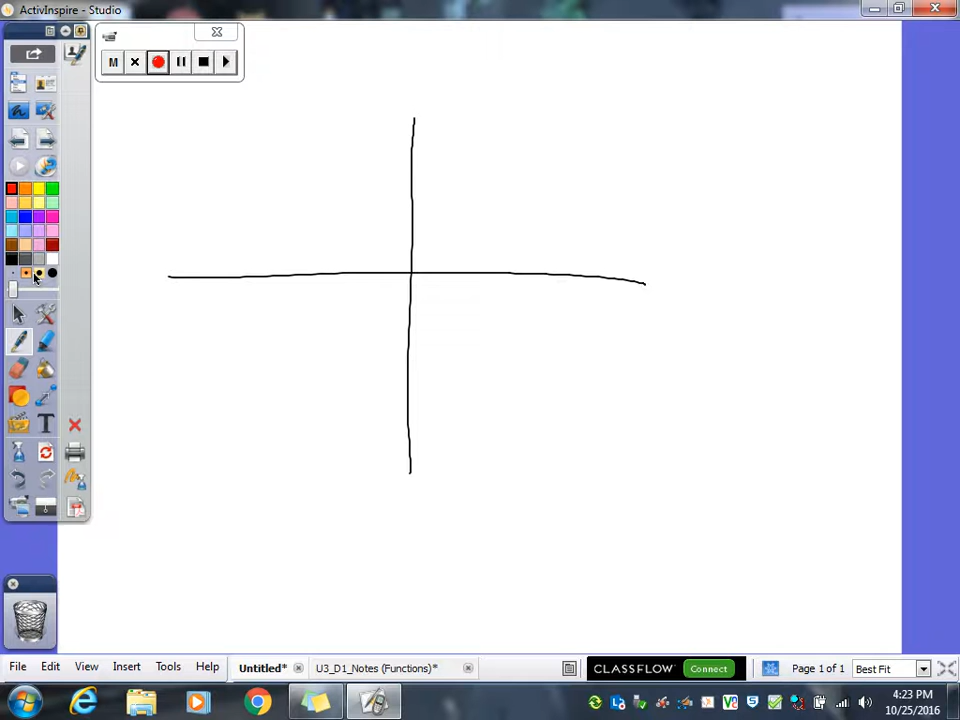 ActivInspire - Studio
M
T
File Edit View Insert Tools Help Untitled* U3_D1_Notes (Functions)* CLASSFLOW Connect Page 1 of 1 Best Fit
4:23 PM
10/25/2016